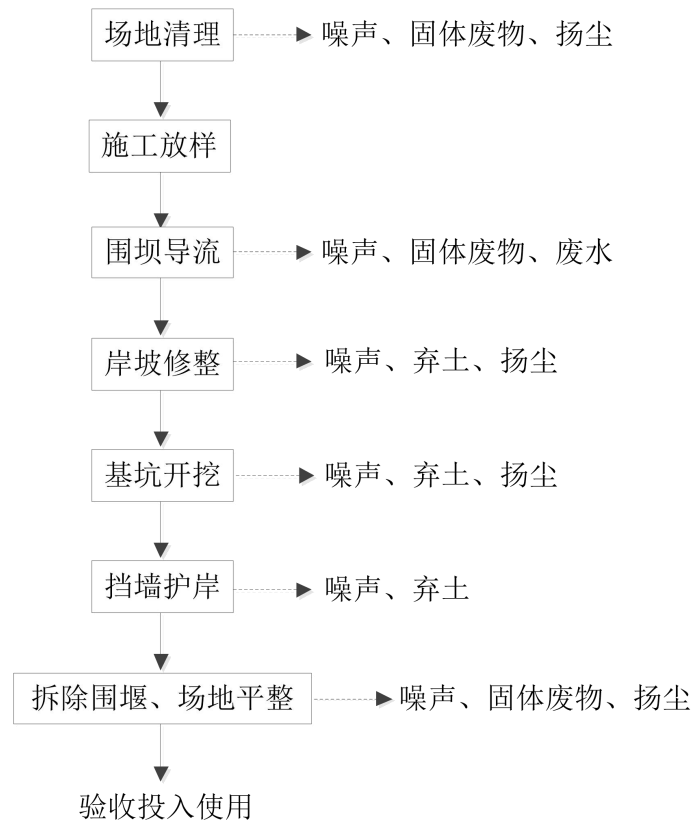 场地清理
噪声、固体废物、扬尘
施工放样
围坝导流
噪声、固体废物、废水
岸坡修整
噪声、弃土、扬尘
基坑开挖
噪声、弃土、扬尘
挡墙护岸
噪声、弃土
拆除围堰、场地平整
噪声、固体废物、扬尘
验收投入使用